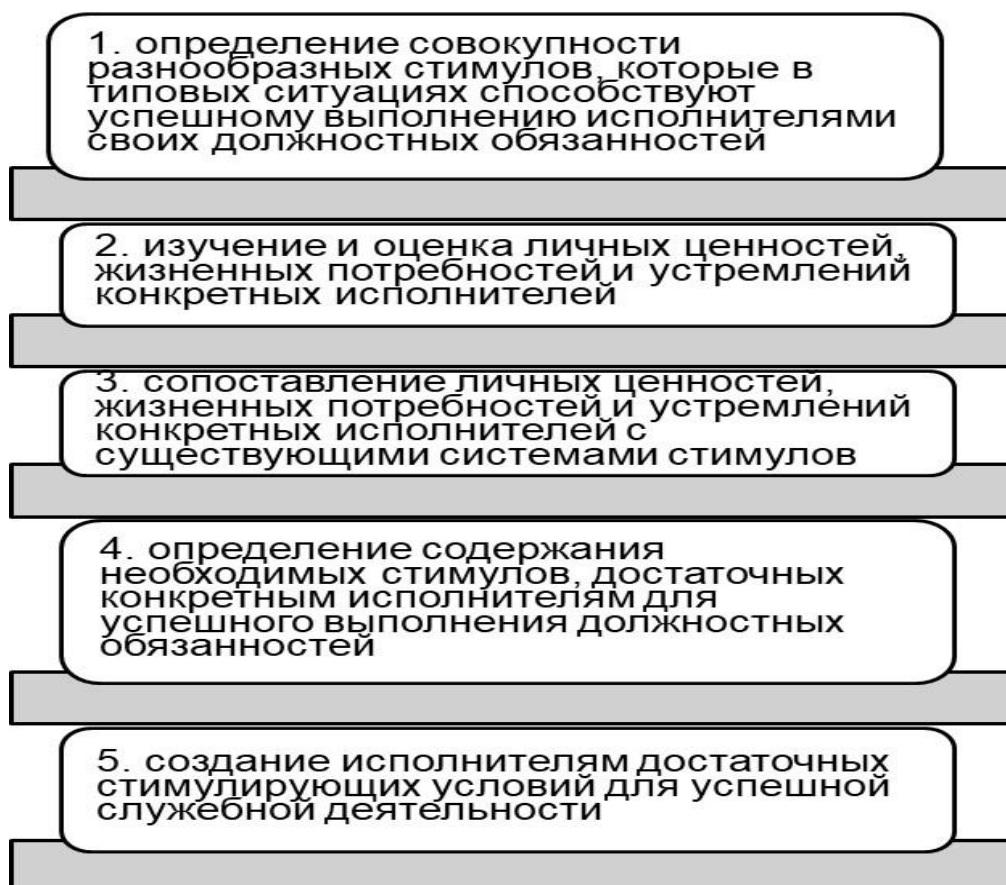 1. определение совокупности
разнообразных стимулов, которые в
типовых ситуациях способствуют
успешному выполнению исполнителями
своих должностных обязанностей
2. изучение и оценка личных ценностей,
жизненных потребностей и устремлений
конкретных исполнителей
3. сопоставление личных ценностей,
жизненных потребностей и устремлений
конкретных исполнителей с
существующими системами стимулов
4. определение содержания
необходимых стимулов, достаточных
конкретным исполнителям для
успешного выполнения должностных
обязанностей
5. создание исполнителям достаточных
стимулирующих условий для успешной
служебной деятельности